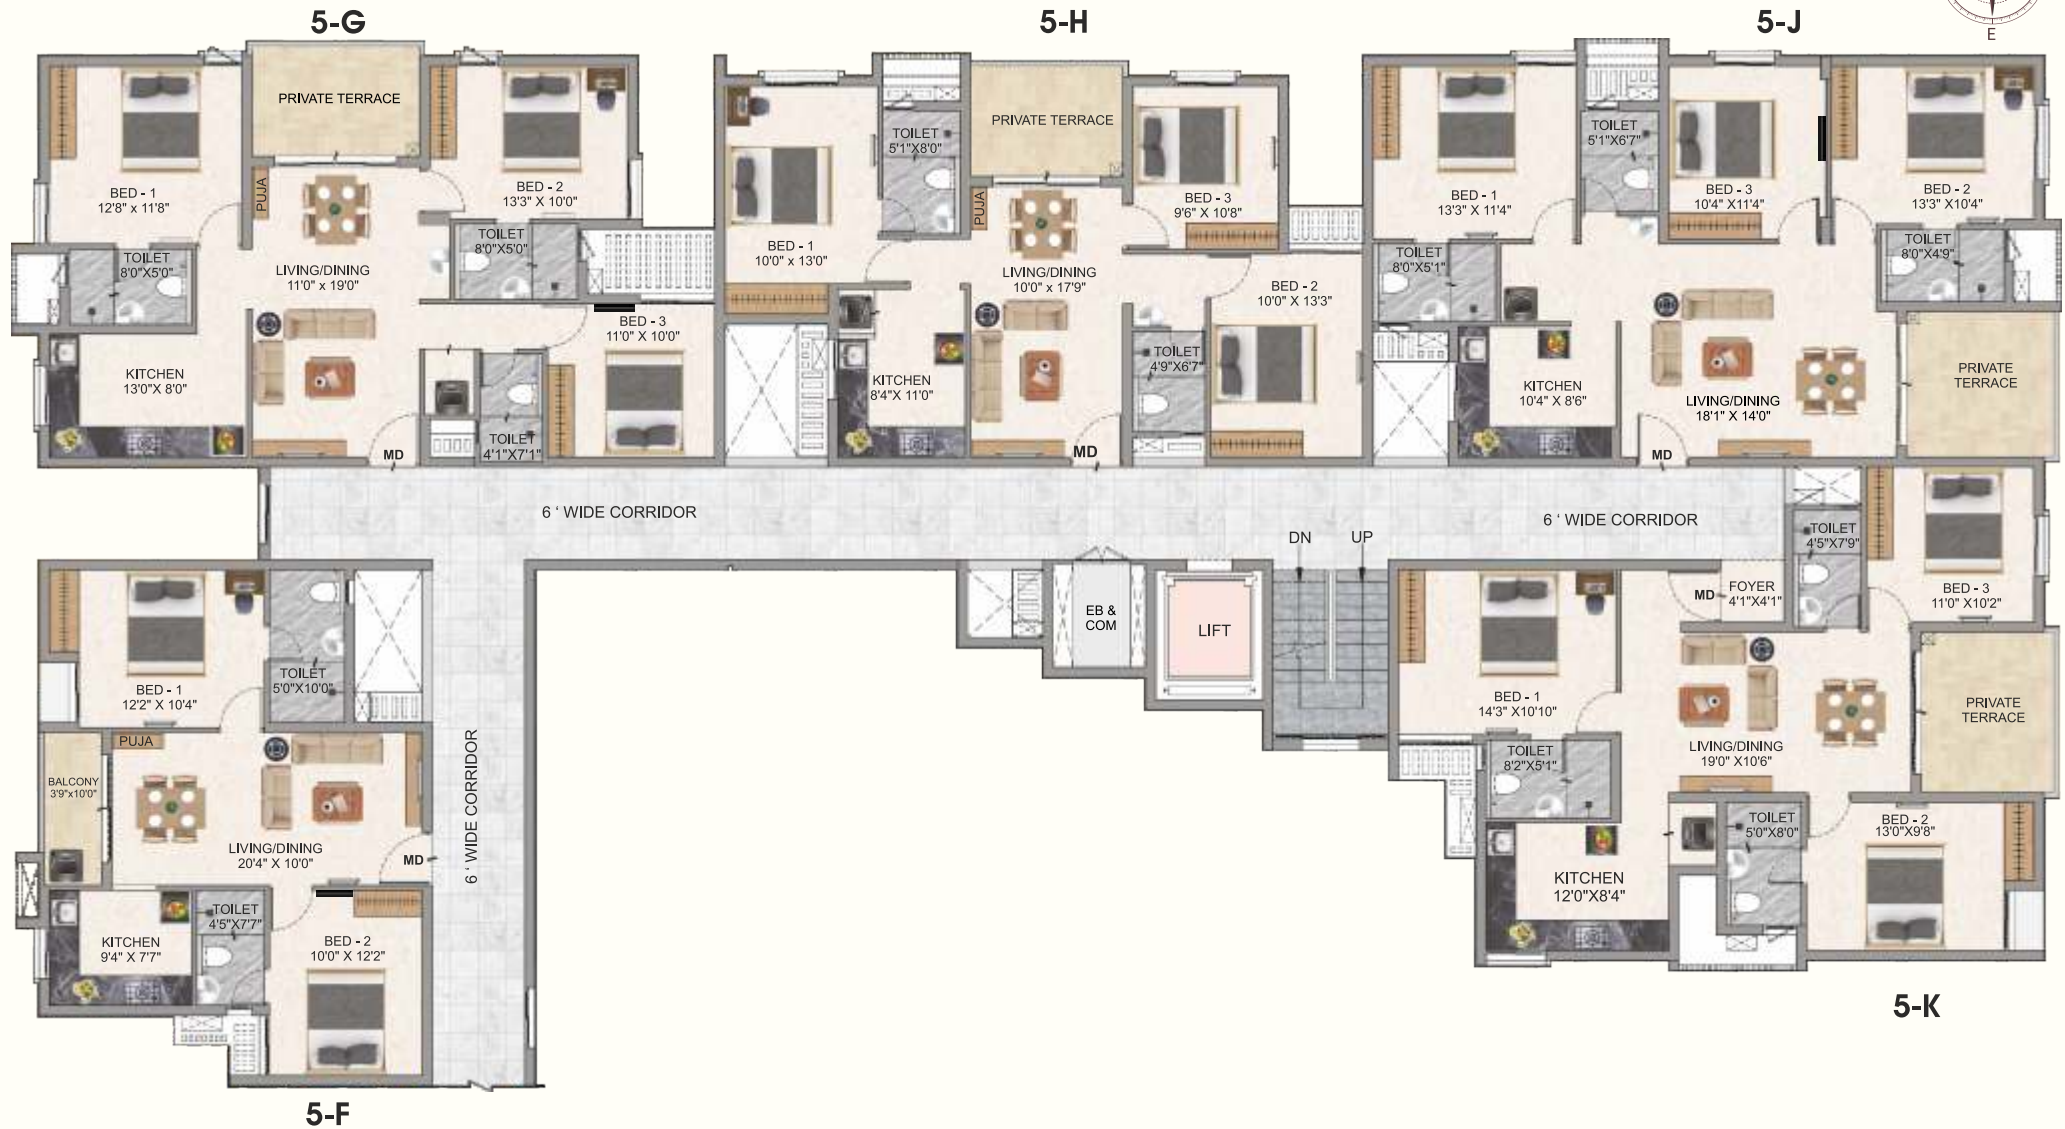 5-G
5-H
5-J
E
PRIVATE TERRACE
BED - 1
12'8" x 11'8"
BED - 2
13'3" X 10'0"
PUJA
TOILET
8'0"X5'0"
LIVING/DINING
11'0" x 19'0"
TOILET
8'0"X5'0"
BED - 3
11'0" X 10'0"
KITCHEN
13'0"X 8'0"
TOILET
4'1"X7'1"
MD
PRIVATE TERRACE
TOILET
5'1"X8'0"
BED - 1
10'0" x 13'0"
PUJA
BED - 3
9'6" X 10'8"
LIVING/DINING
10'0" x 17'9"
BED - 2
10'0" X 13'3"
TOILET
4'9"X6'7"
KITCHEN
8'4"X 11'0"
MD
TOILET
5'1"X6'7"
BED - 1
13'3" X 11'4"
BED - 3
10'4" X11'4"
BED - 2
13'3" X10'4"
TOILET
8'0"X5'1"
TOILET
8'0"X4'9"
PRIVATE
TERRACE
KITCHEN
10'4" X 8'6"
LIVING/DINING
18'1" X 14'0"
MD
6 ' WIDE CORRIDOR
6 ' WIDE CORRIDOR
DN
UP
EB &
COM
LIFT
TOILET
4'5"X7'9"
FOYER
4'1"X4'1"
MD
BED - 3
11'0" X10'2"
BED - 1
14'3" X10'10"
PRIVATE
TERRACE
LIVING/DINING
19'0" X10'6"
TOILET
8'2"X5'1"
TOILET
5'0"X8'0"
BED - 2
13'0"X9'8"
KITCHEN
12'0"X8'4"
5-K
BED - 1
12'2" X 10'4"
TOILET
5'0"X10'0"
PUJA
BALCONY
3'9"x10'0"
LIVING/DINING
20'4" X 10'0"
MD
6 ' WIDE CORRIDOR
TOILET
4'5"X7'7"
KITCHEN
9'4" X 7'7"
BED - 2
10'0" X 12'2"
5-F